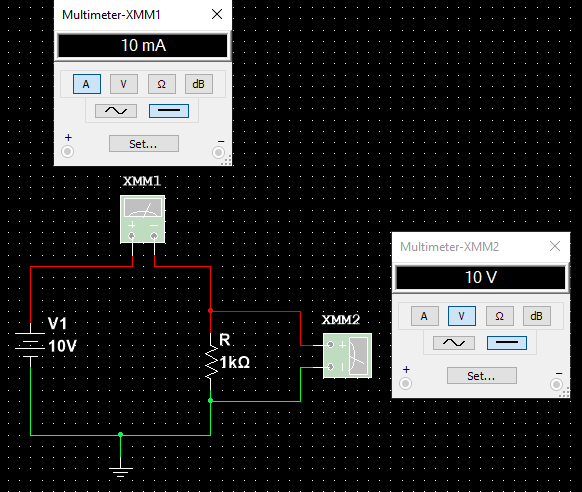 Multimeter-XMM1
10 mA
A V Ω dB
Set...
+ −
XMM1
+ −
Multimeter-XMM2
10 V
A V Ω dB
Set...
+ −
V1
10V
R
1kΩ
XMM2
+
−